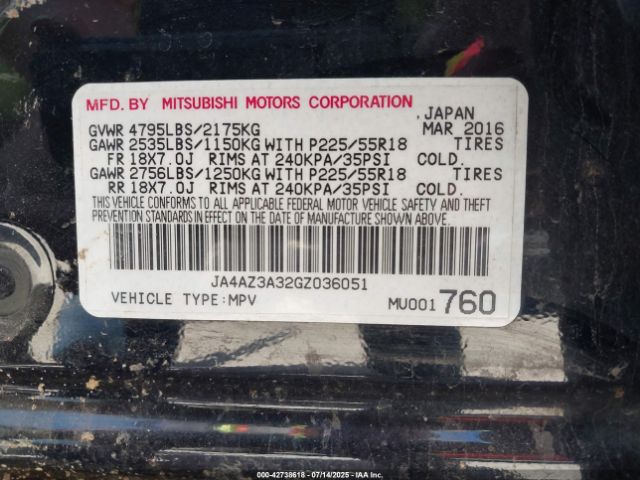 MFD. BY MITSUBISHI MOTORS CORPORATION
JAPAN
GVWR 4795LBS/2175KG MAR 2016
GAWR 2535LBS/1150KG WITH P225/55R18 TIRES
FR 18X7.0J RIMS AT 240KPA/35PSI COLD.
GAWR 2756LBS/1250KG WITH P225/55R18 TIRES
RR 18X7.0J RIMS AT 240KPA/35PSI COLD.
THIS VEHICLE CONFORMS TO ALL APPLICABLE FEDERAL MOTOR VEHICLE SAFETY AND THEFT
PREVENTION STANDARDS IN EFFECT ON THE DATE OF MANUFACTURE SHOWN ABOVE.
JA4AZ3A32GZ036051
VEHICLE TYPE:MPV MU001 760
000-42738618 - 07/14/2025 - IAA Inc.